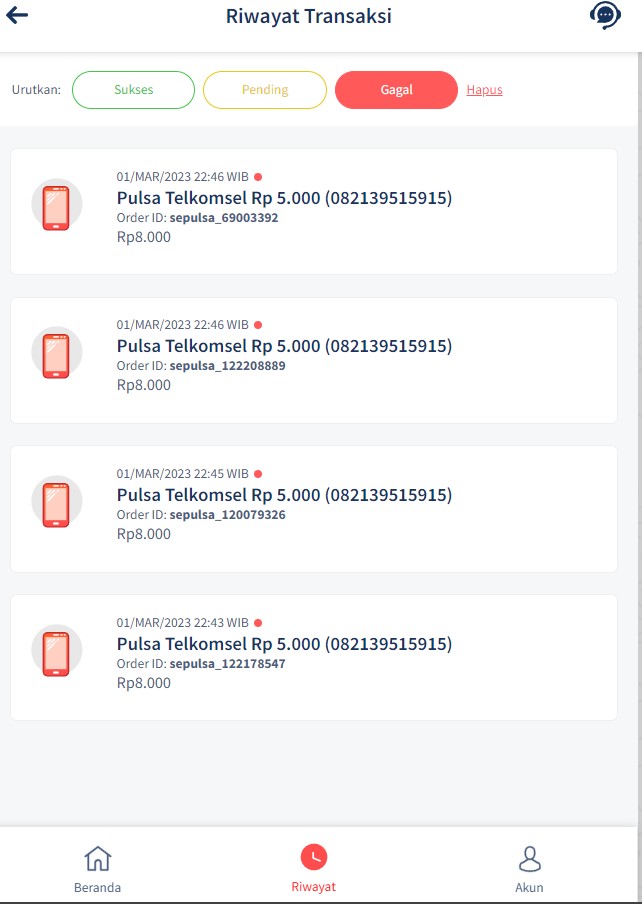 Riwayat Transaksi
Urutkan: Sukses Pending Gagal Hapus
01/MAR/2023 22:46 WIB
Pulsa Telkomsel Rp 5.000 (082139515915)
Order ID: sepulsa_69003392
Rp8.000
01/MAR/2023 22:46 WIB
Pulsa Telkomsel Rp 5.000 (082139515915)
Order ID: sepulsa_122208889
Rp8.000
01/MAR/2023 22:45 WIB
Pulsa Telkomsel Rp 5.000 (082139515915)
Order ID: sepulsa_120079326
Rp8.000
01/MAR/2023 22:43 WIB
Pulsa Telkomsel Rp 5.000 (082139515915)
Order ID: sepulsa_122178547
Rp8.000
Beranda Riwayat Akun